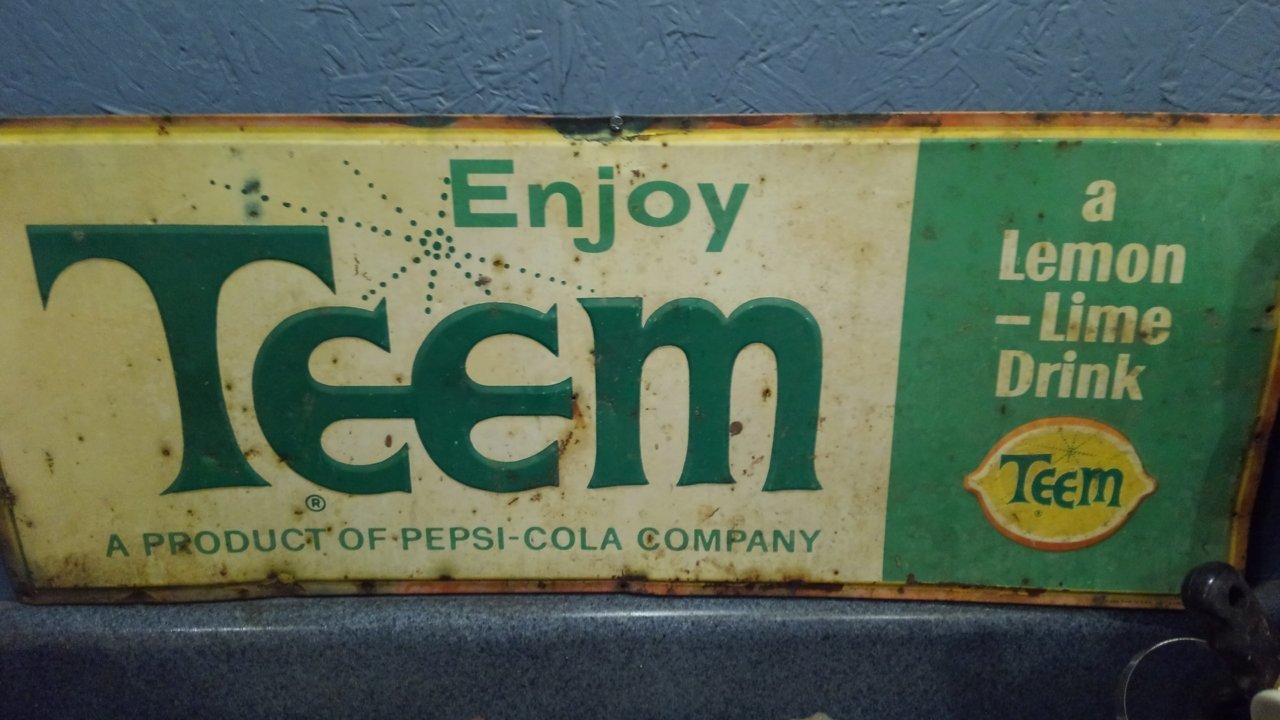 Enjoy
Teem
®
A PRODUCT OF PEPSI-COLA COMPANY
a
Lemon
–Lime
Drink
Teem